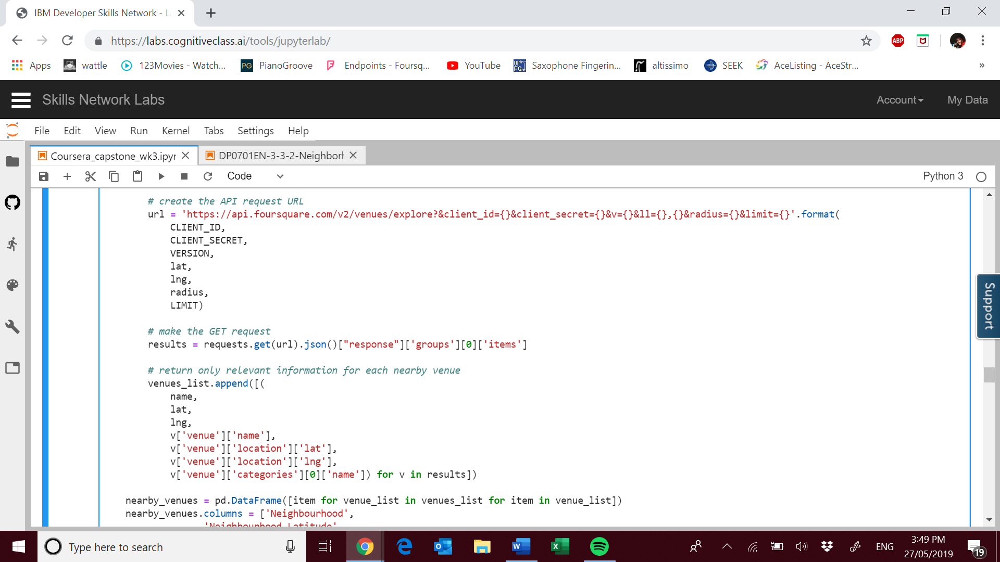 IBM Developer Skills Network - L
https://labs.cognitiveclass.ai/tools/jupyterlab/
ABP
Apps
wattle
123Movies - Watch...
PG
PianoGroove
Endpoints - Foursq...
YouTube
Saxophone Fingerin...
altissimo
SEEK
AceListing - AceStr...
»
Skills Network Labs
Account
My Data
File Edit View Run Kernel Tabs Settings Help
Coursera_capstone_wk3.ipyr
DP0701EN-3-3-2-Neighborh
Code
Python 3
# create the API request URL
url = 'https://api.foursquare.com/v2/venues/explore?&client_id={}&client_secret={}&v={}&ll={},{}&radius={}&limit={}'.format(
CLIENT_ID,
CLIENT_SECRET,
VERSION,
lat,
lng,
radius,
LIMIT)
# make the GET request
results = requests.get(url).json()["response"]['groups'][0]['items']
# return only relevant information for each nearby venue
venues_list.append([(
name,
lat,
lng,
v['venue']['name'],
v['venue']['location']['lat'],
v['venue']['location']['lng'],
v['venue']['categories'][0]['name']) for v in results])
nearby_venues = pd.DataFrame([item for venue_list in venues_list for item in venue_list])
nearby_venues.columns = ['Neighbourhood',
'Neighbourhood Latitude'
Support
Type here to search
ENG
3:49 PM
27/05/2019
19